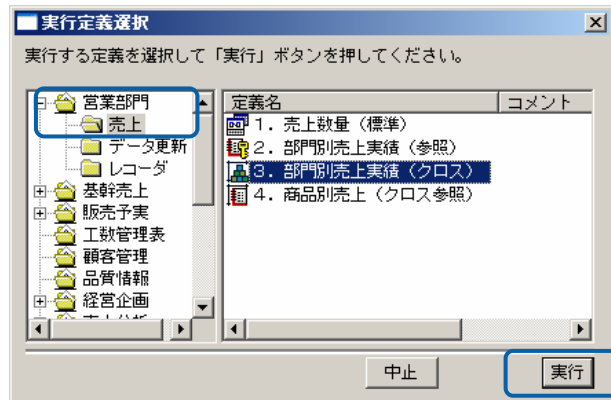 実行定義選択
実行する定義を選択して「実行」ボタンを押してください。
営業部門
売上
データ更新
レコーダ
基幹売上
販売予実
工数管理表
顧客管理
品質情報
経営企画
定義名 コメント
1．売上数量（標準）
2．部門別売上実績（参照）
3．部門別売上実績（クロス）
4．商品別売上（クロス参照）
中止 実行